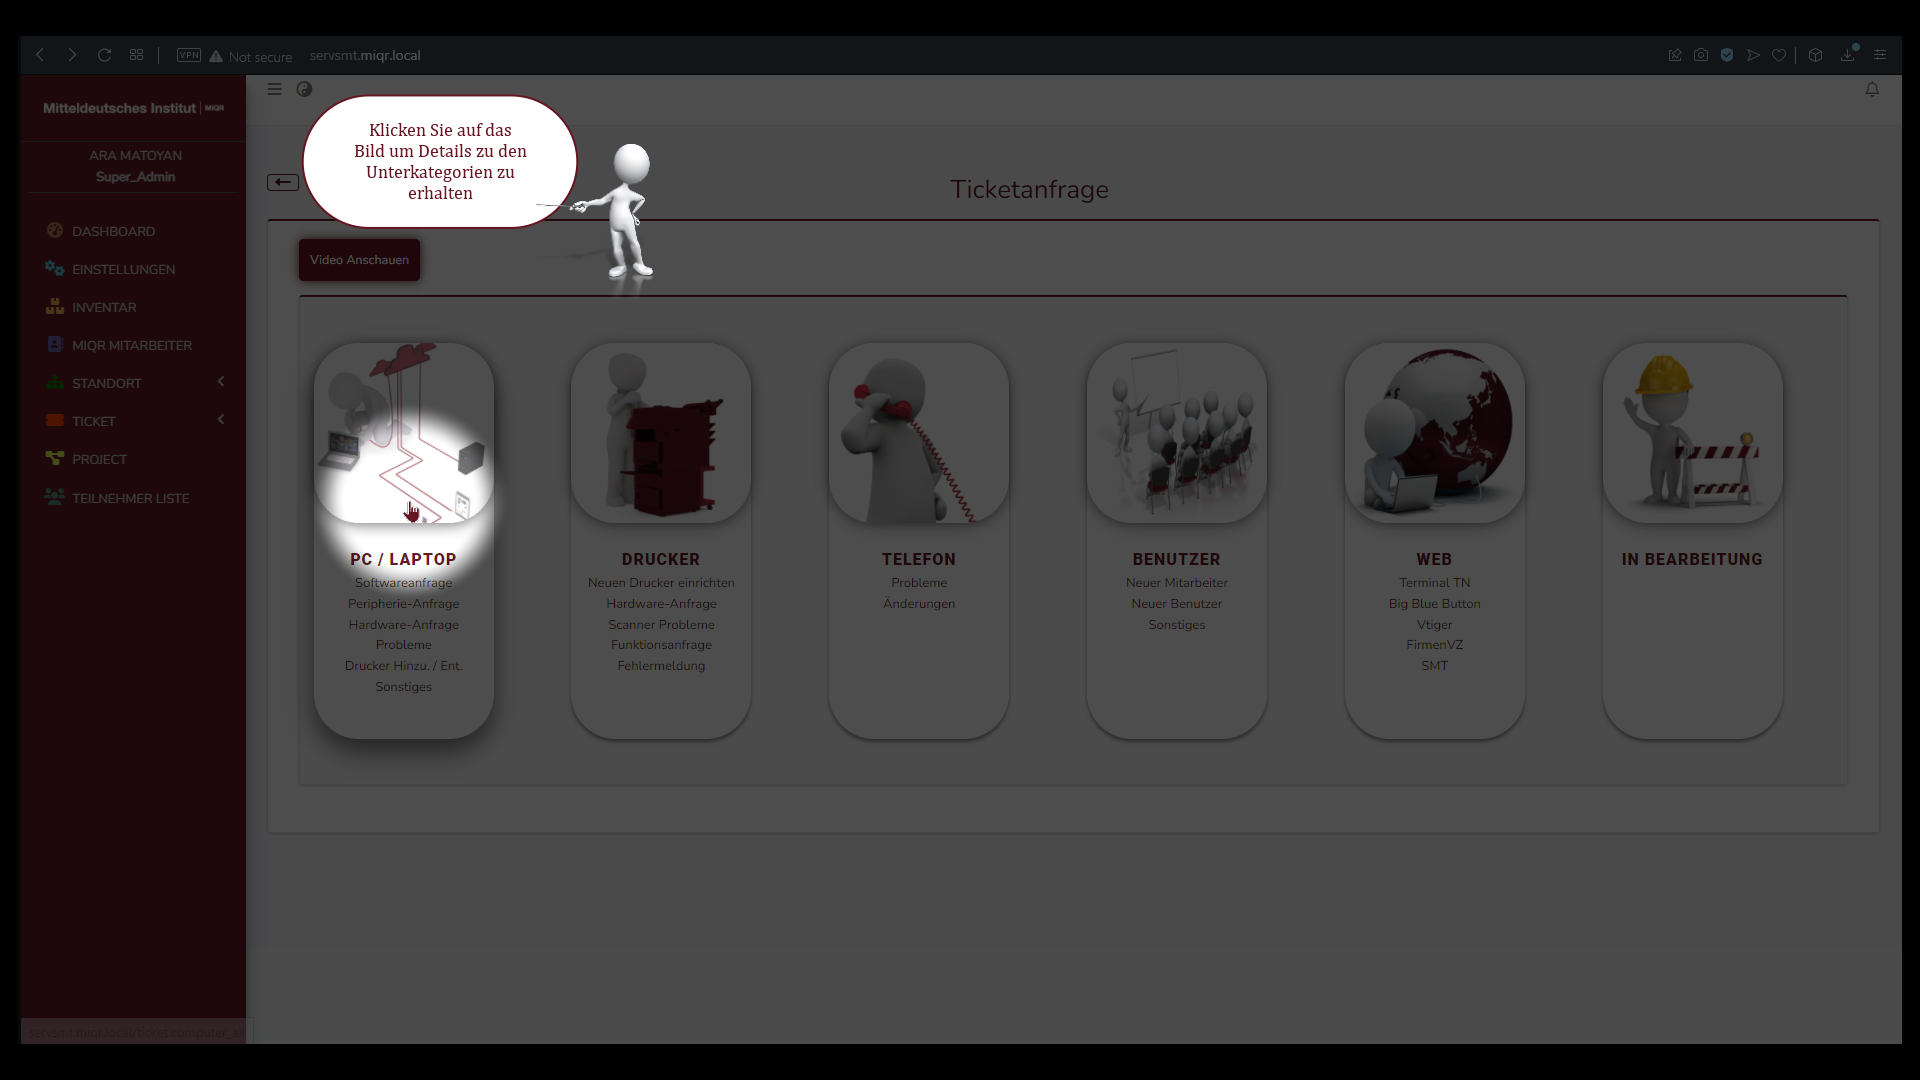 VPN
Not secure
servsmt.miqr.local
Mitteldeutsches Institut | MIQR
ARA MATOYAN
Super_Admin
DASHBOARD
EINSTELLUNGEN
INVENTAR
MIQR MITARBEITER
STANDORT
TICKET
PROJECT
TEILNEHMER LISTE
Klicken Sie auf das
Bild um Details zu den
Unterkategorien zu
erhalten
Ticketanfrage
Video Anschauen
PC / LAPTOP
Softwareanfrage
Peripherie-Anfrage
Hardware-Anfrage
Probleme
Drucker Hinzu. / Ent.
Sonstiges
DRUCKER
Neuen Drucker einrichten
Hardware-Anfrage
Scanner Probleme
Funktionsanfrage
Fehlermeldung
TELEFON
Probleme
Änderungen
BENUTZER
Neuer Mitarbeiter
Neuer Benutzer
Sonstiges
WEB
Terminal TN
Big Blue Button
Vtiger
FirmenVZ
SMT
IN BEARBEITUNG